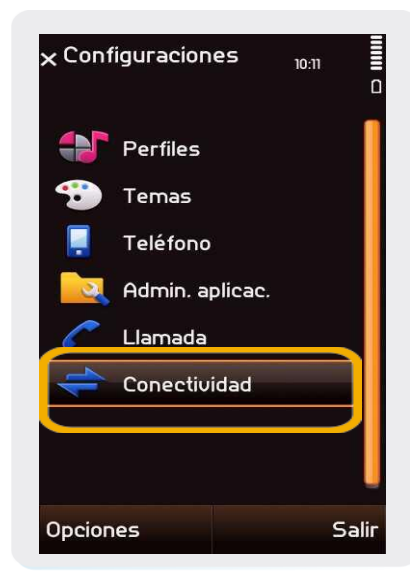 Configuraciones 10:11
Perfiles
Temas
Teléfono
Admin. aplicac.
Llamada
Conectividad
Opciones Salir